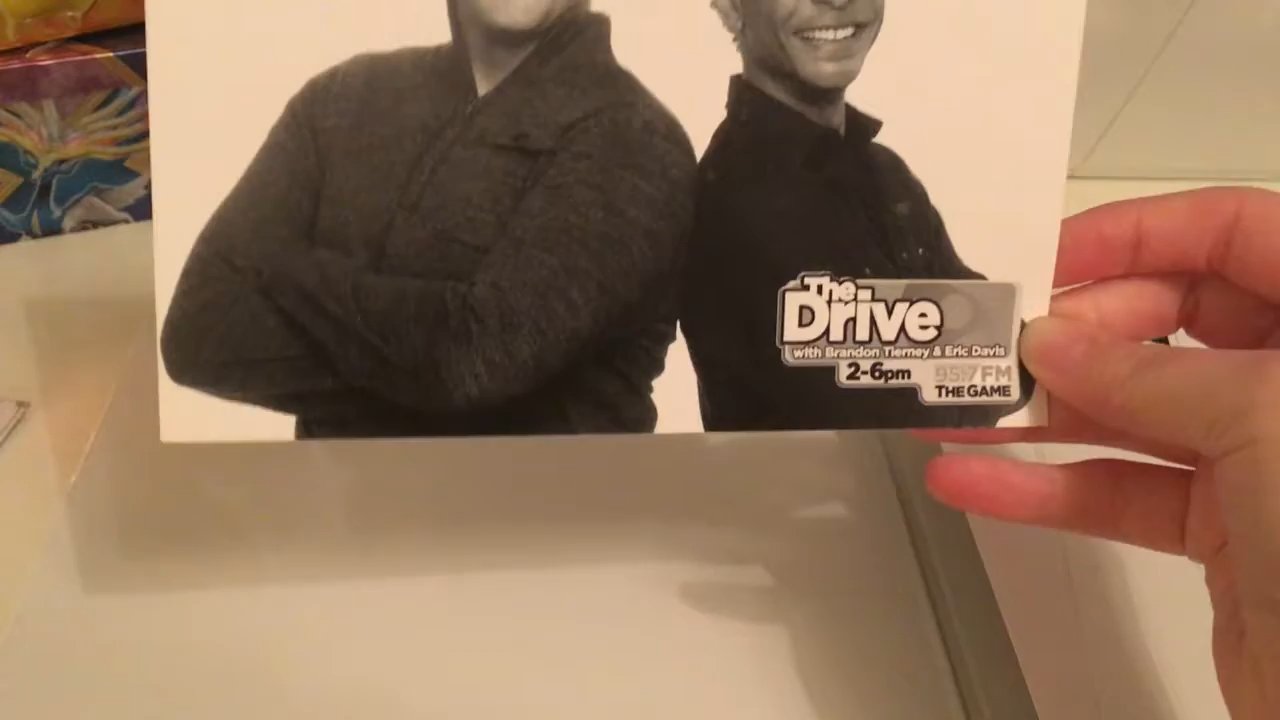 The
Drive
with Brandon Tierney & Eric Davis
2-6pm
95.7 FM
THE GAME